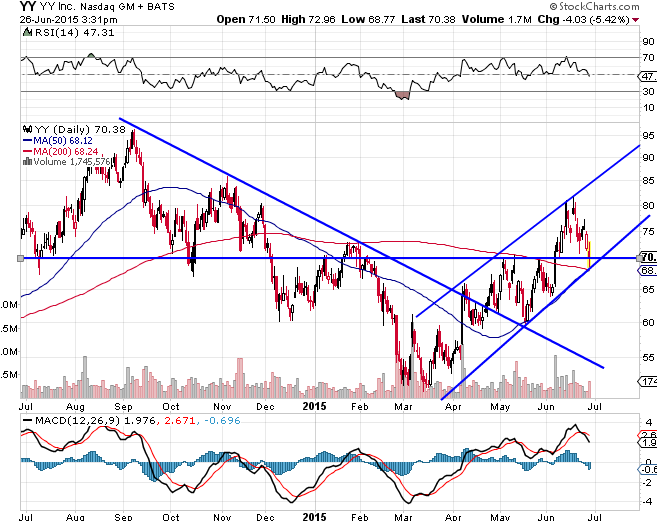 YY YY Inc. Nasdaq GM + BATS © StockCharts.com
26-Jun-2015 3:31pm Open 71.50 High 72.96 Low 68.77 Last 70.38 Volume 1.7M Chg -4.03 (-5.42%)
RSI(14) 47.31
90
70
47.
30
10
YY (Daily) 70.38
MA(50) 68.12
MA(200) 68.24
Volume 1,745,576
95
90
85
80
75
70.
68.
65
60
55
.0M
.5M
.0M
.5M
174
Jul Aug Sep Oct Nov Dec 2015 Feb Mar Apr May Jun Jul
MACD(12,26,9) 1.976, 2.671, -0.696
4
2.6
1.9
-0.6
-2
-4
Jul Aug Sep Oct Nov Dec 2015 Feb Mar Apr May Jun Jul